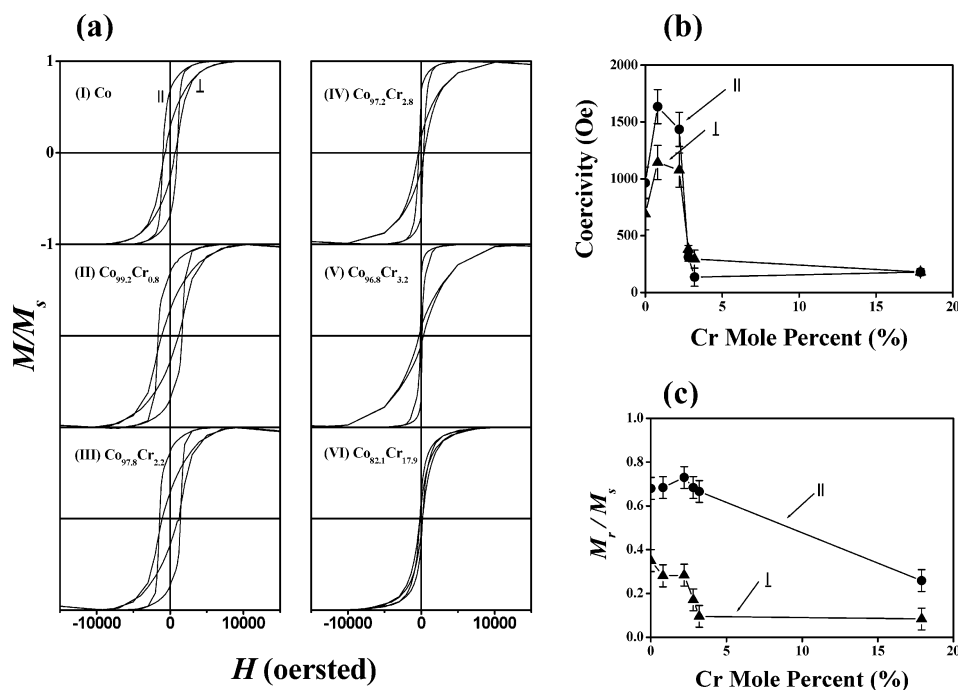 (a)
1
0
-1
M/Mₛ
(I) Co
||
⊥
(II) Co₉₉.₂Cr₀.₈
(III) Co₉₇.₈Cr₂.₂
(IV) Co₉₇.₂Cr₂.₈
(V) Co₉₆.₈Cr₃.₂
(VI) Co₈₂.₁Cr₁₇.₉
-10000 0 10000
-10000 0 10000
H (oersted)
(b)
Coercivity (Oe)
2000
1500
1000
500
0
||
⊥
0 5 10 15 20
Cr Mole Percent (%)
(c)
Mᵣ / Mₛ
1.0
0.8
0.6
0.4
0.2
0.0
||
⊥
0 5 10 15 20
Cr Mole Percent (%)